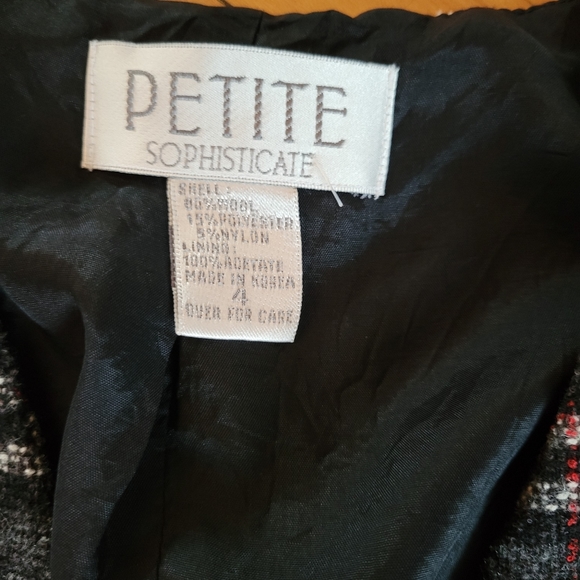 PETITE
SOPHISTICATE
SHELL:
80%WOOL
15%POLYESTER
5%NYLON
LINING:
100%ACETATE
MADE IN KOREA
4
OVER FOR CARE